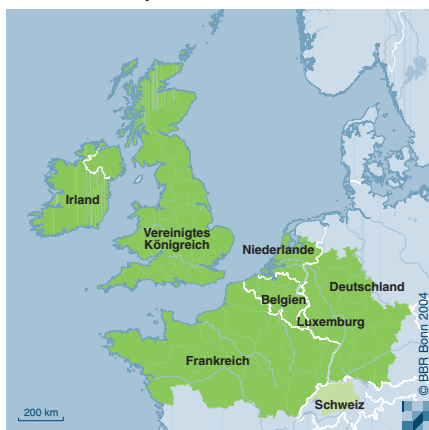 Irland
Vereinigtes
Königreich
Niederlande
Belgien
Deutschland
Luxemburg
Frankreich
Schweiz
200 km
© BBR Bonn 2004